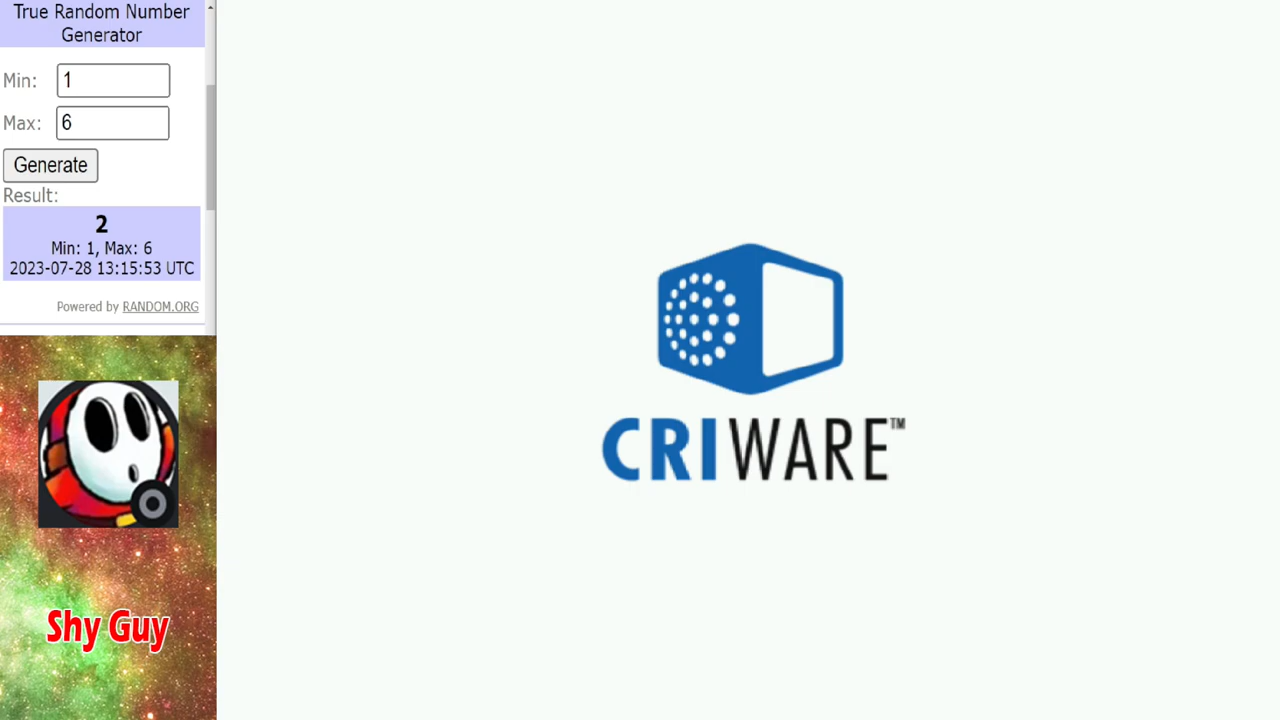 True Random Number
Generator
Min: 1
Max: 6
Generate
Result:
2
Min: 1, Max: 6
2023-07-28 13:15:53 UTC
Powered by RANDOM.ORG
Shy Guy
CRIWARE™